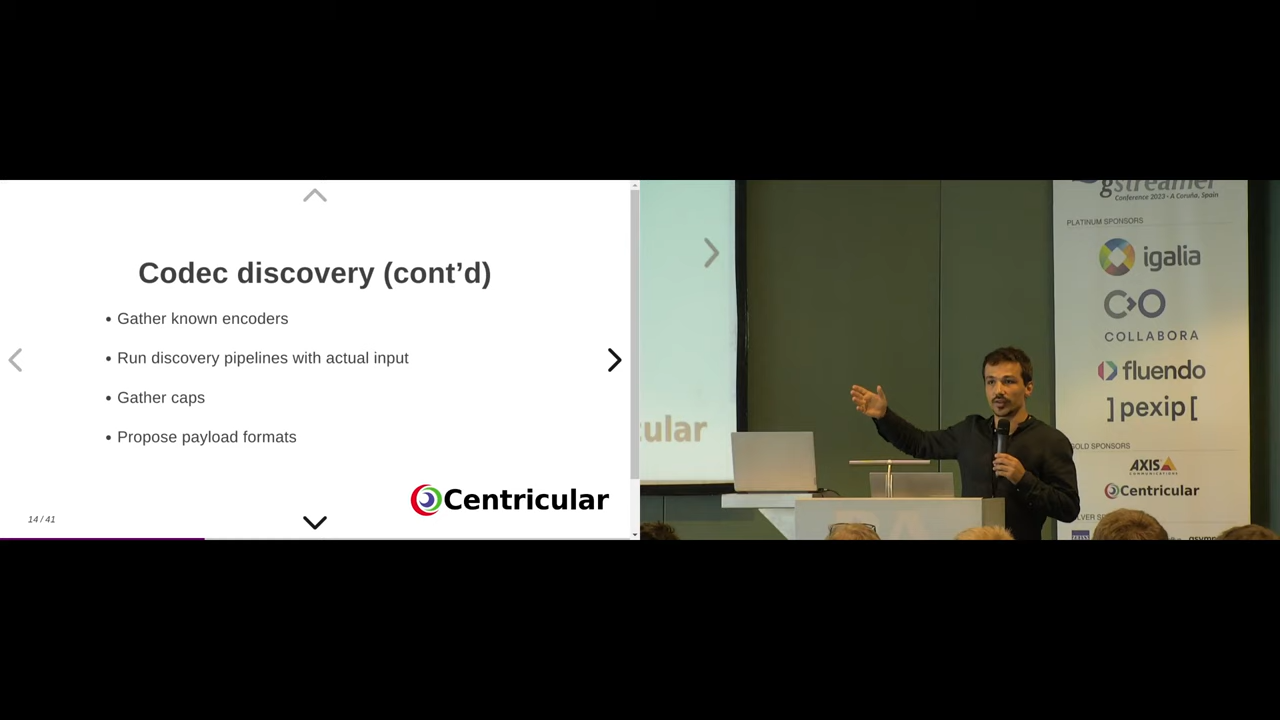 Codec discovery (cont’d)
• Gather known encoders
• Run discovery pipelines with actual input
• Gather caps
• Propose payload formats
Centricular
14 / 41
cular
gstreamer
Conference 2023 - A Coruña, Spain
PLATINUM SPONSORS
igalia
COLLABORA
fluendo
]pexip[
GOLD SPONSORS
AXIS
COMMUNICATIONS
Centricular